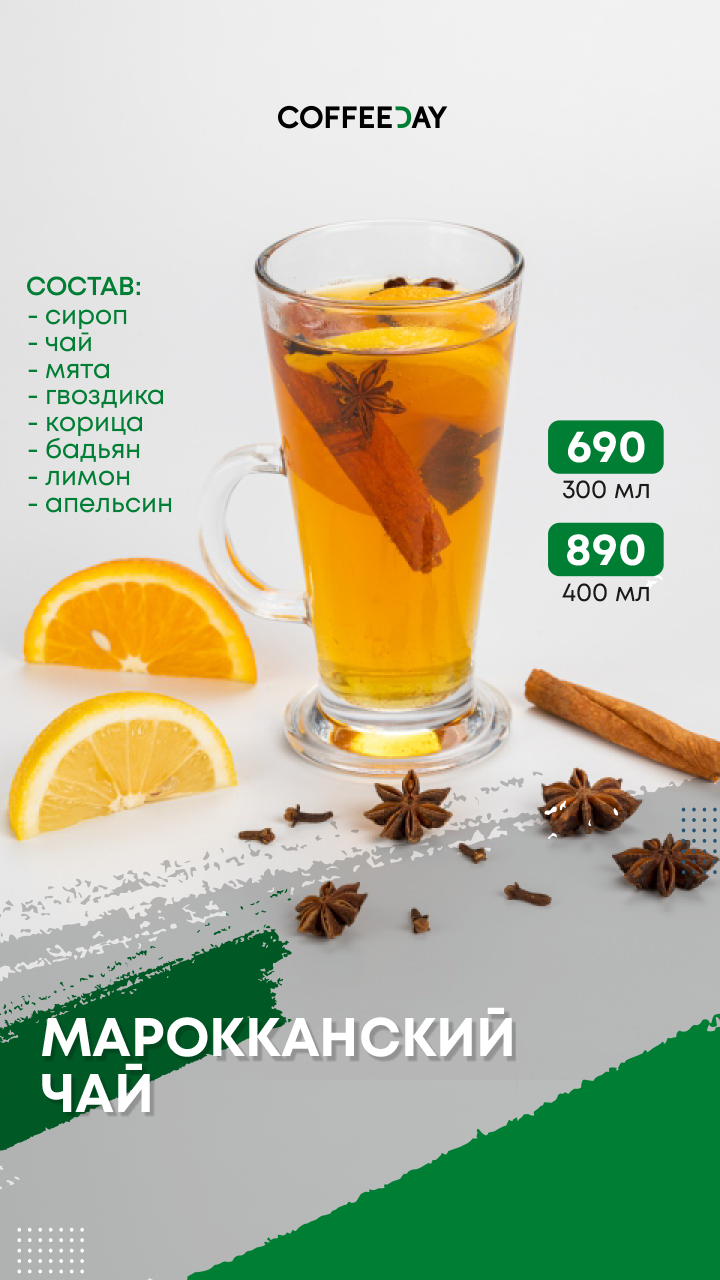 COFFEEDAY
СОСТАВ:
- сироп
- чай
- мята
- гвоздика
- корица
- бадьян
- лимон
- апельсин
690
300 мл
890
400 мл
МАРОККАНСКИЙ
ЧАЙ